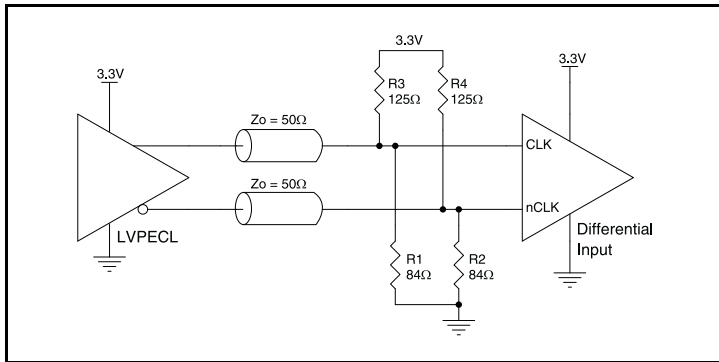 3.3V
3.3V
R3
125Ω
R4
125Ω
3.3V
Zo = 50Ω
CLK
Zo = 50Ω
nCLK
LVPECL
R1
84Ω
R2
84Ω
Differential
Input